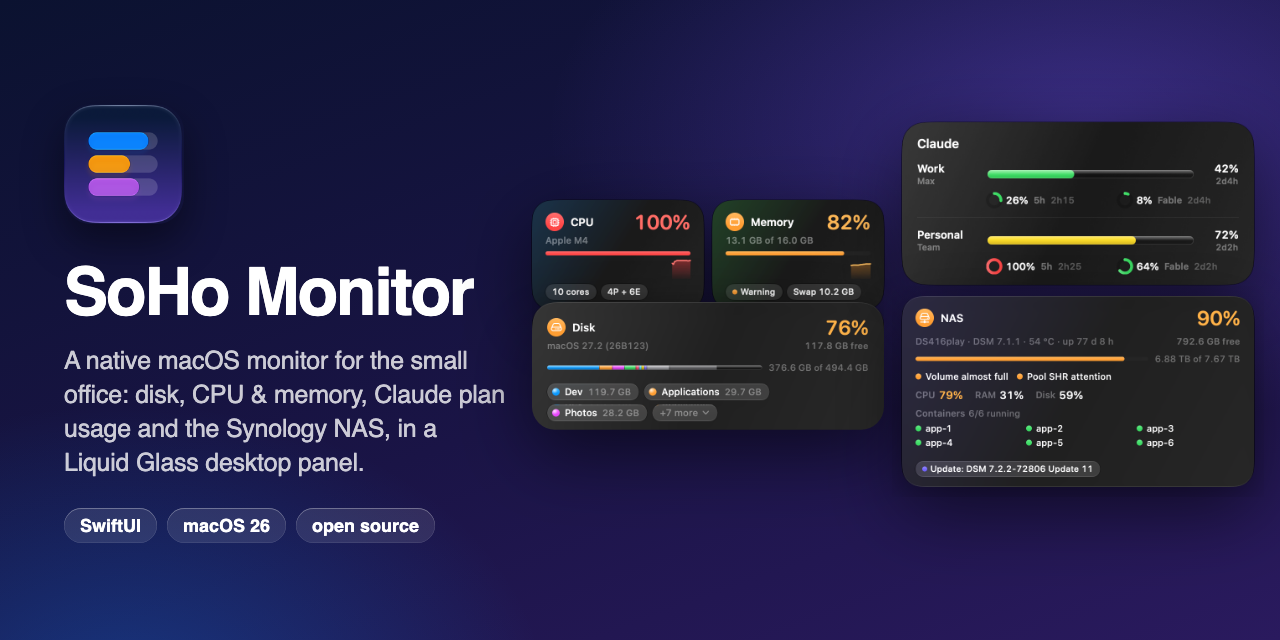 SoHo Monitor
A native macOS monitor for the small
office: disk, CPU & memory, Claude plan
usage and the Synology NAS, in a
Liquid Glass desktop panel.
SwiftUI macOS 26 open source
CPU 100%
Apple M4
10 cores 4P + 6E
Memory 82%
13.1 GB of 16.0 GB
Warning Swap 10.2 GB
Disk 76%
macOS 27.2 (26B123) 117.8 GB free
376.6 GB of 494.4 GB
Dev 119.7 GB Applications 29.7 GB
Photos 28.2 GB +7 more
Claude
Work 42%
Max 2d4h
26% 5h 2h15 8% Fable 2d4h
Personal 72%
Team 2d2h
100% 5h 2h25 64% Fable 2d2h
NAS 90%
DS416play · DSM 7.1.1 · 54 °C · up 77 d 8 h 792.6 GB free
6.88 TB of 7.67 TB
Volume almost full Pool SHR attention
CPU 79% RAM 31% Disk 59%
Containers 6/6 running
app-1 app-2 app-3
app-4 app-5 app-6
Update: DSM 7.2.2-72806 Update 11